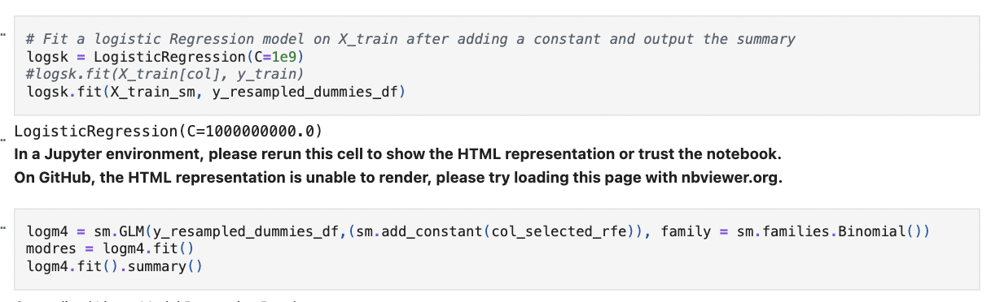 # Fit a logistic Regression model on X_train after adding a constant and output the summary
logsk = LogisticRegression(C=1e9)
#logsk.fit(X_train[col], y_train)
logsk.fit(X_train_sm, y_resampled_dummies_df)
LogisticRegression(C=1000000000.0)
In a Jupyter environment, please rerun this cell to show the HTML representation or trust the notebook.
On GitHub, the HTML representation is unable to render, please try loading this page with nbviewer.org.
logm4 = sm.GLM(y_resampled_dummies_df,(sm.add_constant(col_selected_rfe)), family = sm.families.Binomial())
modres = logm4.fit()
logm4.fit().summary()